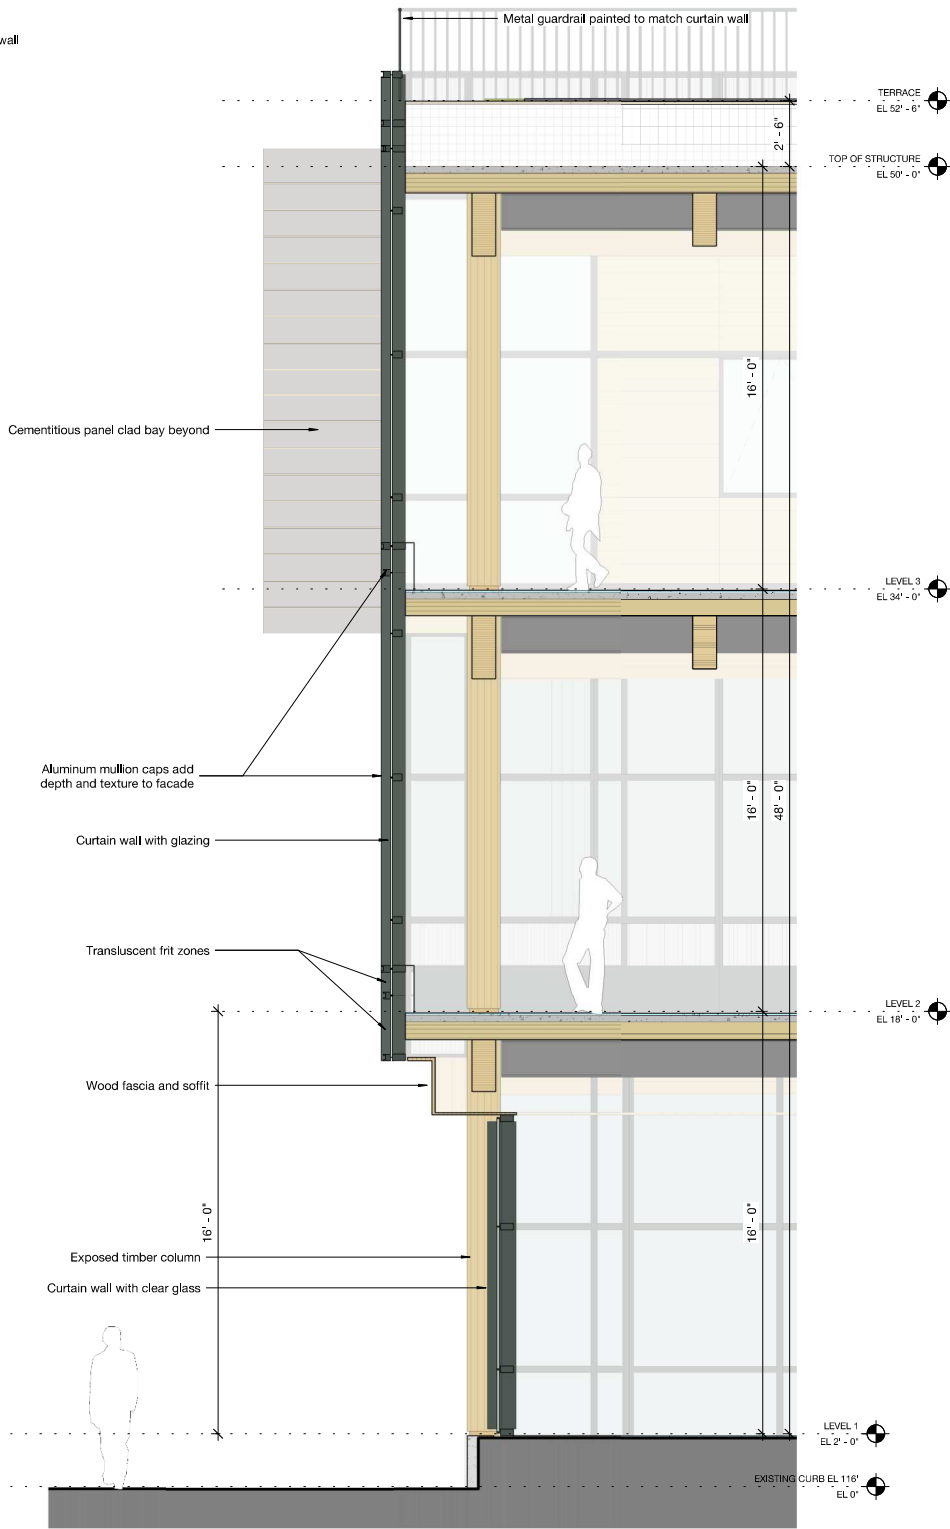 Metal guardrail painted to match curtain wall
wall
TERRACE
EL 52' - 6"
2' - 6"
TOP OF STRUCTURE
EL 50' - 0"
16' - 0"
Cementitious panel clad bay beyond
LEVEL 3
EL 34' - 0"
Aluminum mullion caps add
depth and texture to facade
16' - 0"
48' - 0"
Curtain wall with glazing
Transluscent frit zones
LEVEL 2
EL 18' - 0"
Wood fascia and soffit
16' - 0"
16' - 0"
Exposed timber column
Curtain wall with clear glass
LEVEL 1
EL 2' - 0"
EXISTING CURB EL 116'
EL 0"